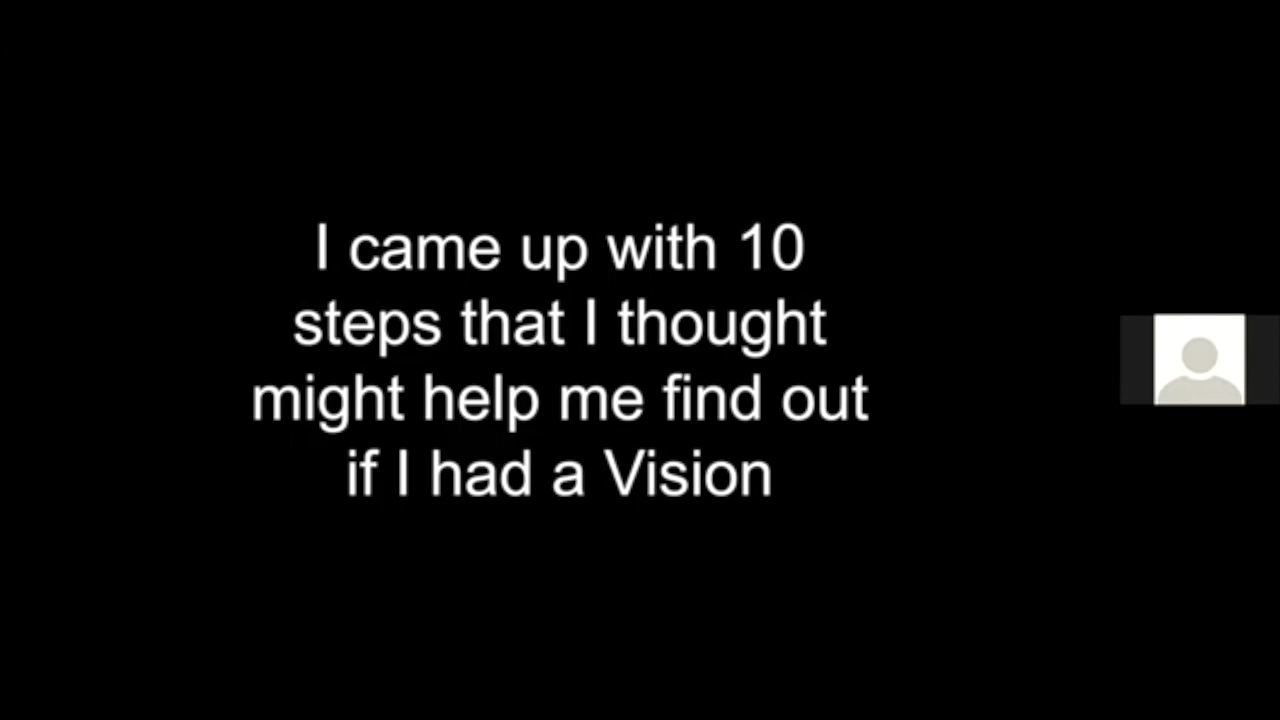 I came up with 10
steps that I thought
might help me find out
if I had a Vision